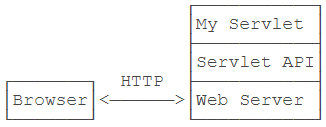 My Servlet
Servlet API
HTTP
Browser
Web Server